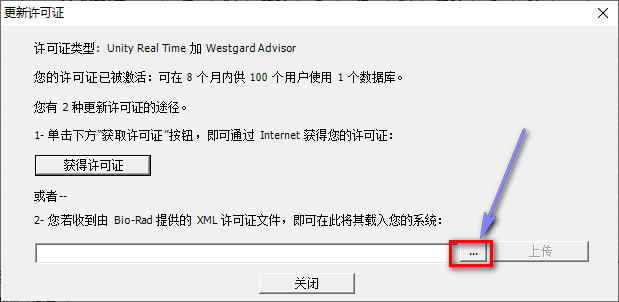 更新许可证
许可证类型: Unity Real Time 加 Westgard Advisor
您的许可证已被激活：可在 8 个月内供 100 个用户使用 1 个数据库。
您有 2 种更新许可证的途径。
1- 单击下方"获取许可证"按钮，即可通过 Internet 获得您的许可证：
获得许可证
或者--
2- 您若收到由 Bio-Rad 提供的 XML 许可证文件，即可在此将其载入您的系统：
... 上传
关闭